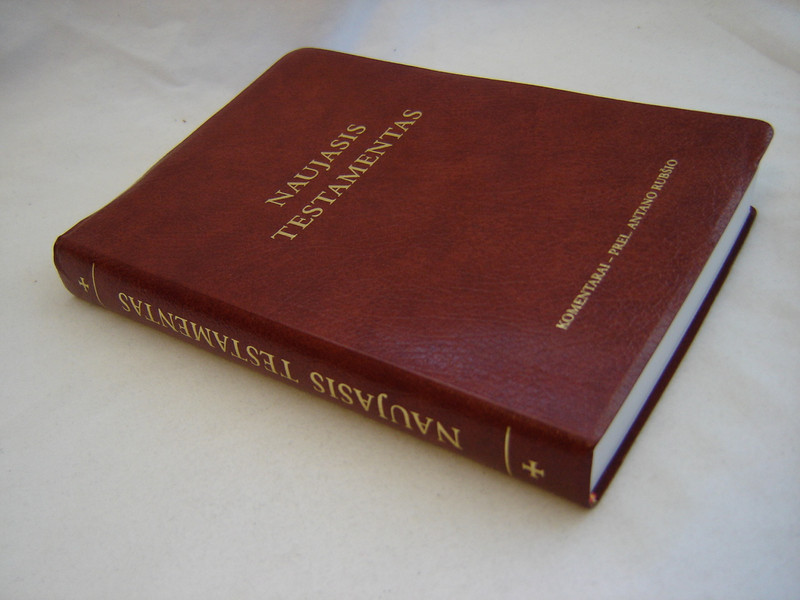 NAUJASIS
TESTAMENTAS
KOMENTARAI – PREL. ANTANO RUBŠIO
NAUJASIS TESTAMENTAS